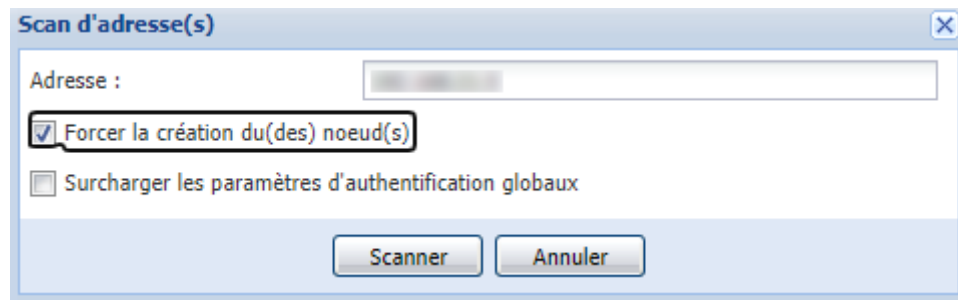 Scan d'adresse(s)
Adresse :
Forcer la création du(des) noeud(s)
Surcharger les paramètres d'authentification globaux
Scanner Annuler